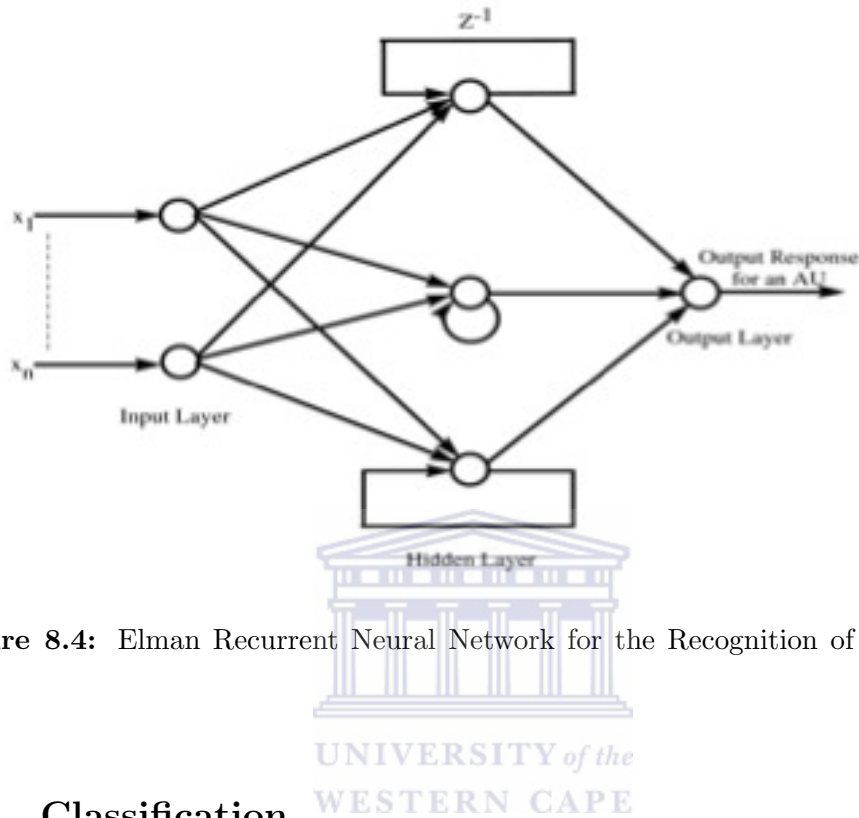 Z-1
x1
Output Response
for an AU
Output Layer
xn
Input Layer
Hidden Layer
re 8.4: Elman Recurrent Neural Network for the Recognition of
UNIVERSITY of the
WESTERN CAPE
Classification